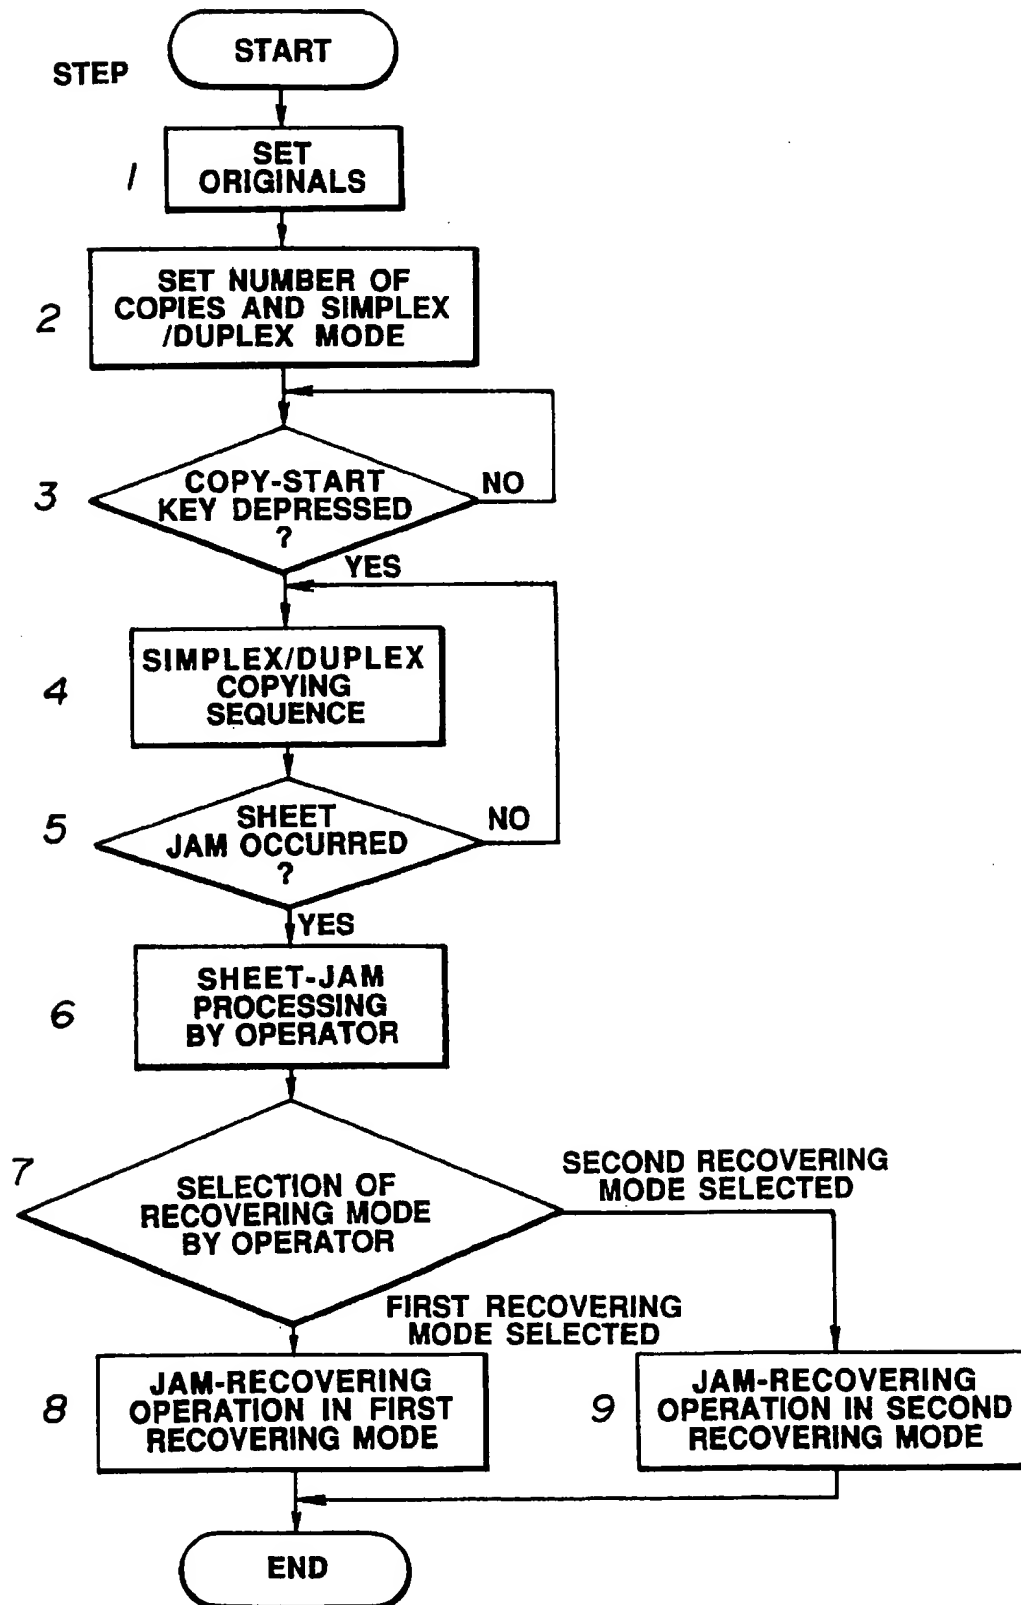 START
STEP
1
SET
ORIGINALS
2
SET NUMBER OF
COPIES AND SIMPLEX
/DUPLEX MODE
3
COPY-START
KEY DEPRESSED
?
NO
YES
4
SIMPLEX/DUPLEX
COPYING
SEQUENCE
5
SHEET
JAM OCCURRED
?
NO
YES
6
SHEET-JAM
PROCESSING
BY OPERATOR
7
SELECTION OF
RECOVERING MODE
BY OPERATOR
SECOND RECOVERING
MODE SELECTED
FIRST RECOVERING
MODE SELECTED
8
JAM-RECOVERING
OPERATION IN FIRST
RECOVERING MODE
9
JAM-RECOVERING
OPERATION IN SECOND
RECOVERING MODE
END